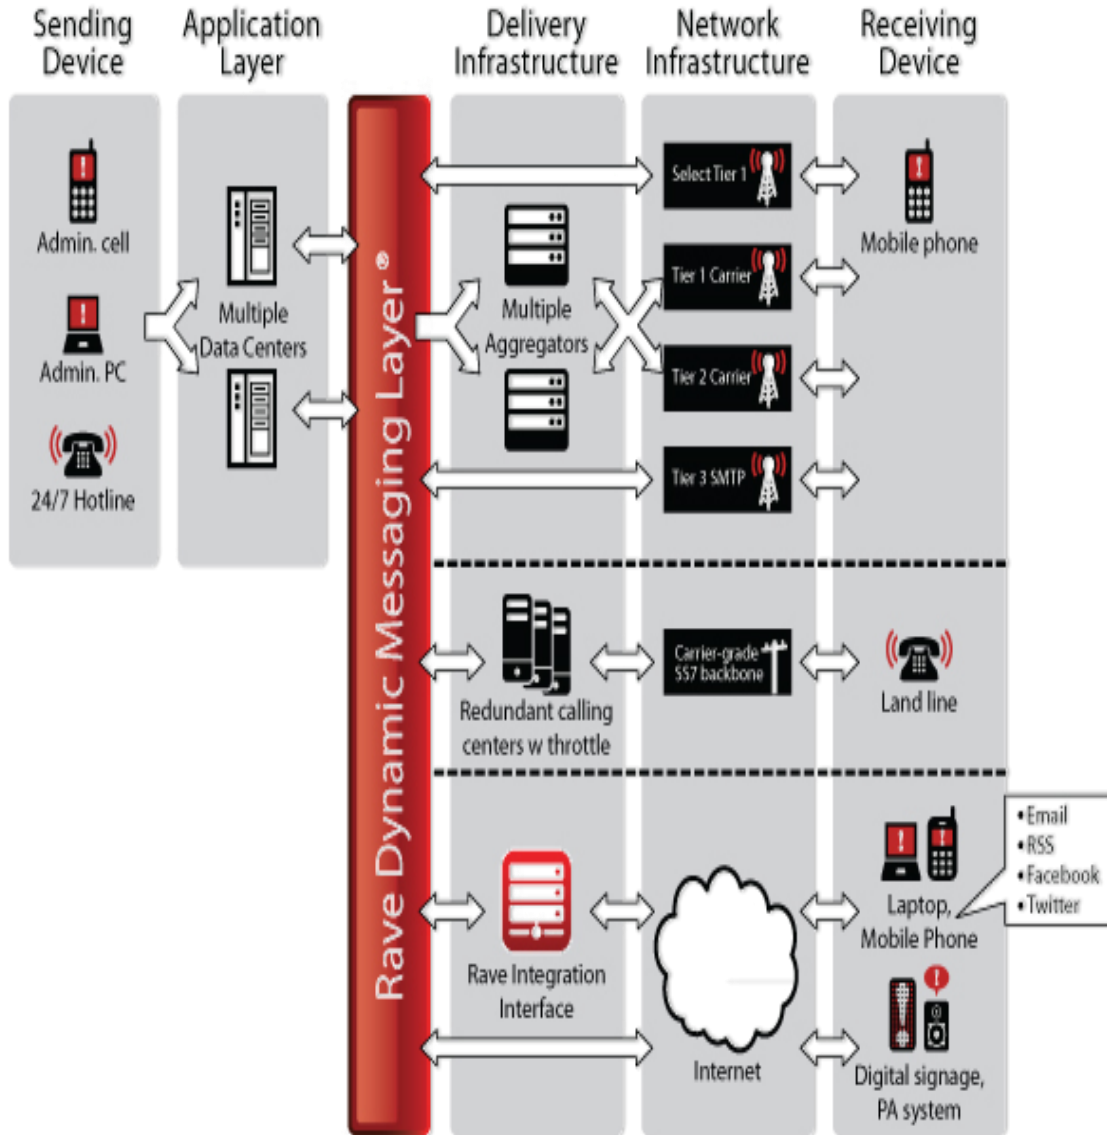 Sending
Device
Application
Layer
Delivery
Infrastructure
Network
Infrastructure
Receiving
Device
Admin. cell
Admin. PC
24/7 Hotline
Multiple
Data Centers
Rave Dynamic Messaging Layer®
Multiple
Aggregators
Select Tier 1
Tier 1 Carrier
Tier 2 Carrier
Tier 3 SMTP
Mobile phone
Redundant calling
centers w throttle
Carrier-grade
SS7 backbone
Land line
Rave Integration
Interface
Internet
Laptop,
Mobile Phone
•Email
•RSS
•Facebook
•Twitter
Digital signage,
PA system